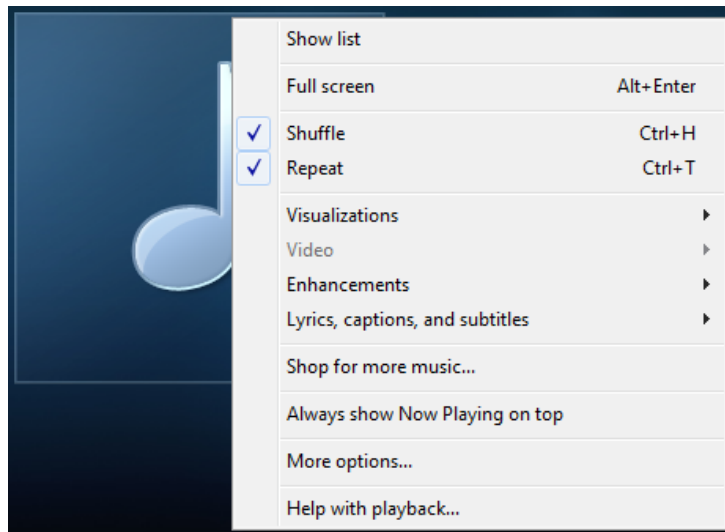 Show list
Full screen Alt+Enter
Shuffle Ctrl+H
Repeat Ctrl+T
Visualizations
Video
Enhancements
Lyrics, captions, and subtitles
Shop for more music...
Always show Now Playing on top
More options...
Help with playback...